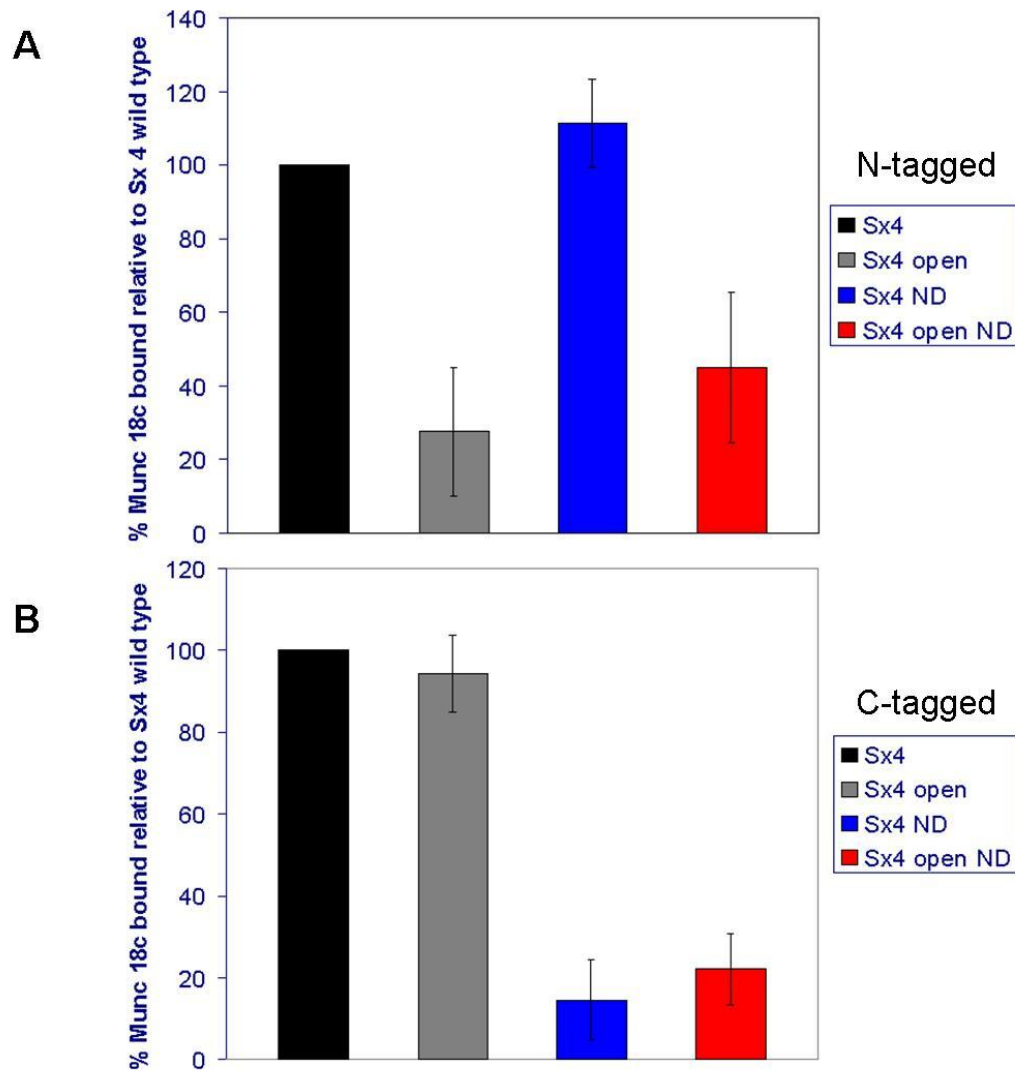 A
% Munc 18c bound relative to Sx 4 wild type
140
120
100
80
60
40
20
0
N-tagged
Sx4
Sx4 open
Sx4 ND
Sx4 open ND
B
% Munc 18c bound relative to Sx4 wild type
120
100
80
60
40
20
0
C-tagged
Sx4
Sx4 open
Sx4 ND
Sx4 open ND